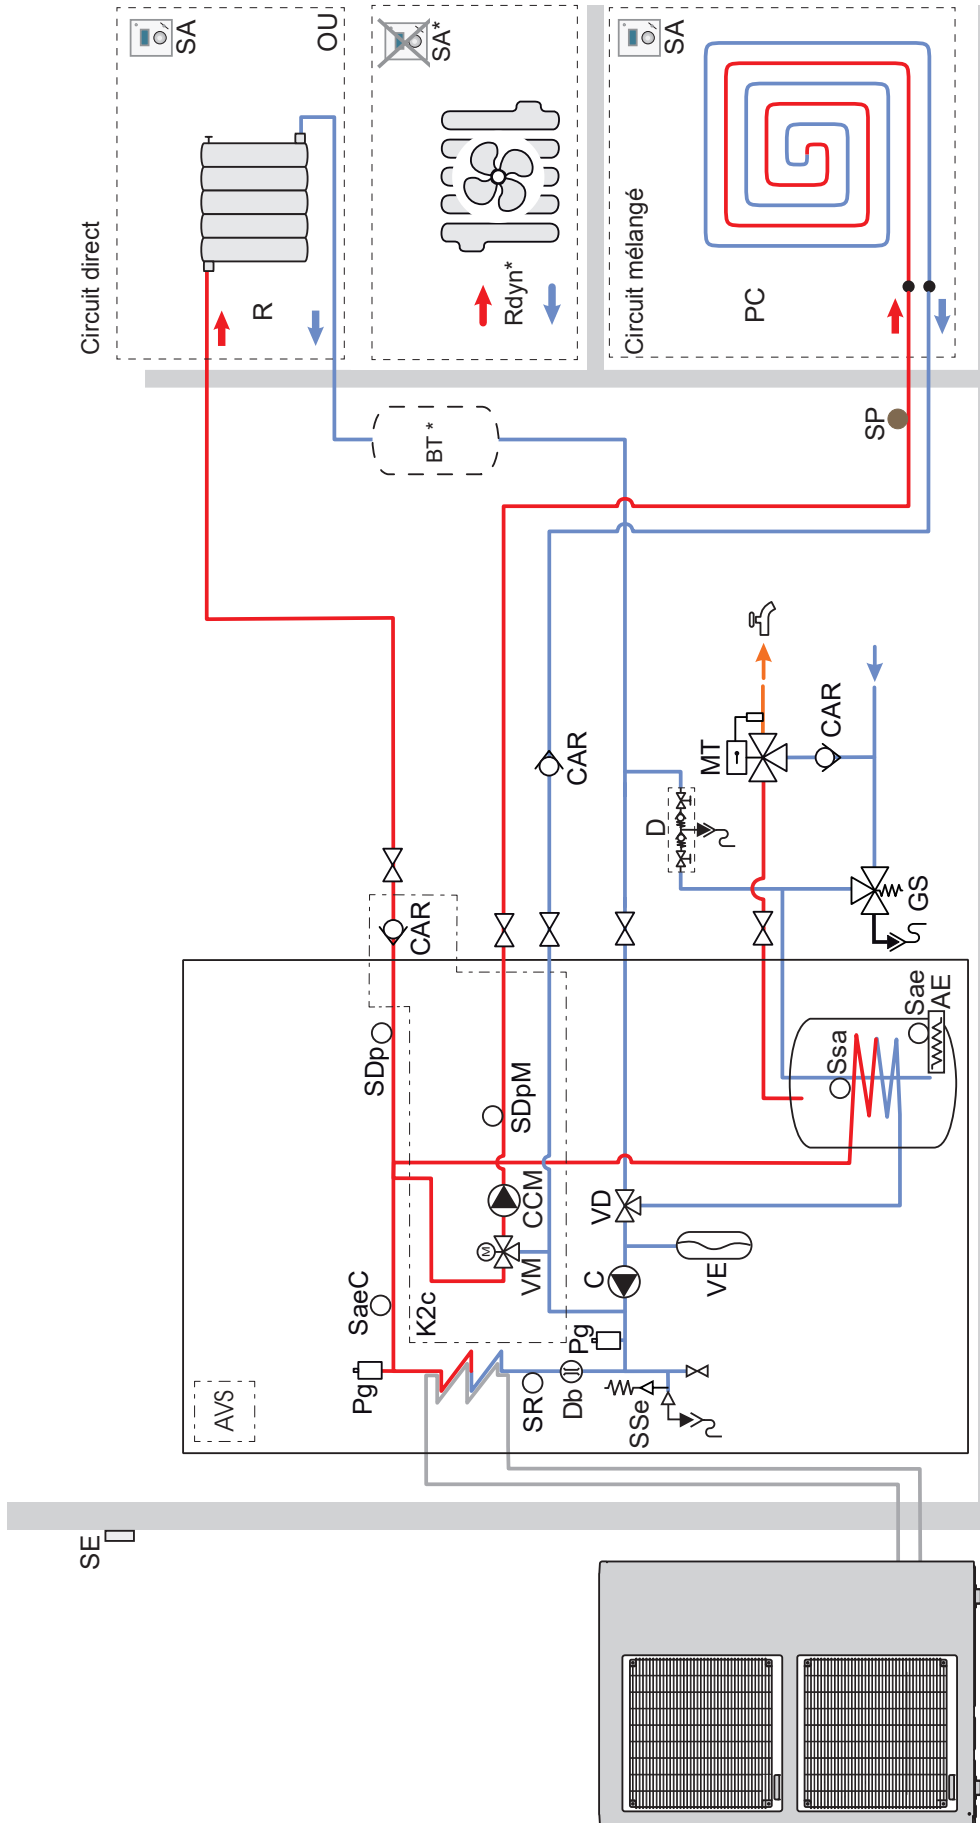 SA
OU
SA*
SA
Circuit direct
R
Rdyn*
Circuit mélangé
PC
BT *
SP
CAR
MT
CAR
D
CAR
GS
SDp
SDpM
Sae
AE
Ssa
CCM
VM
VD
M
C
VE
SaeC
K2c
Pg
Pg
SR
Db
SSe
AVS
SE